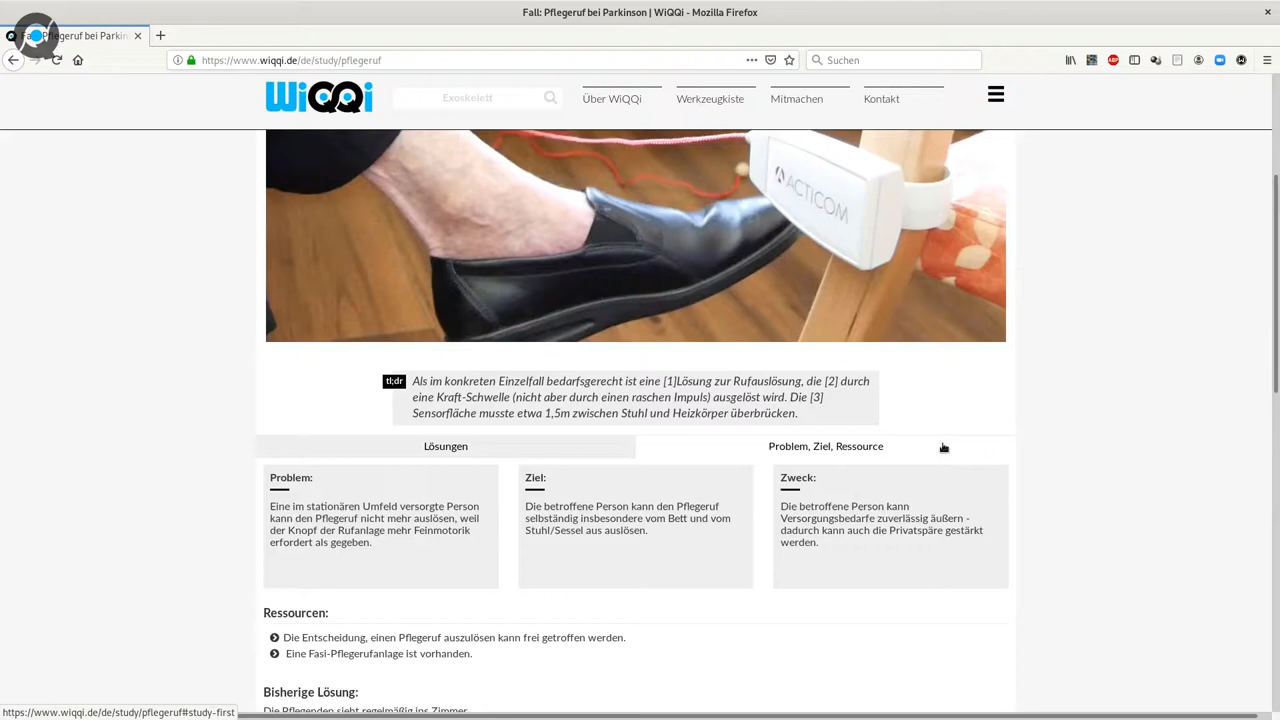 Fall: Pflegeruf bei Parkinson | WiQQi - Mozilla Firefox
Pflegeruf bei Parkin
https://www.wiqqi.de/de/study/pflegeruf
Suchen
WiQQi
Exoskelett
Über WiQQi
Werkzeugkiste
Mitmachen
Kontakt
ACTICOM
tl;dr
Als im konkreten Einzelfall bedarfsgerecht ist eine [1]Lösung zur Rufauslösung, die [2] durch
eine Kraft-Schwelle (nicht aber durch einen raschen Impuls) ausgelöst wird. Die [3]
Sensorfläche musste etwa 1,5m zwischen Stuhl und Heizkörper überbrücken.
Lösungen
Problem, Ziel, Ressource
Problem:
Eine im stationären Umfeld versorgte Person
kann den Pflegeruf nicht mehr auslösen, weil
der Knopf der Rufanlage mehr Feinmotorik
erfordert als gegeben.
Ziel:
Die betroffene Person kann den Pflegeruf
selbständig insbesondere vom Bett und vom
Stuhl/Sessel aus auslösen.
Zweck:
Die betroffene Person kann
Versorgungsbedarfe zuverlässig äußern -
dadurch kann auch die Privatspäre gestärkt
werden.
Ressourcen:
Die Entscheidung, einen Pflegeruf auszulösen kann frei getroffen werden.
Eine Fasi-Pflegerufanlage ist vorhanden.
Bisherige Lösung:
Die Pflegenden sieht regelmäßig ins Zimmer.
https://www.wiqqi.de/de/study/pflegeruf#study-first